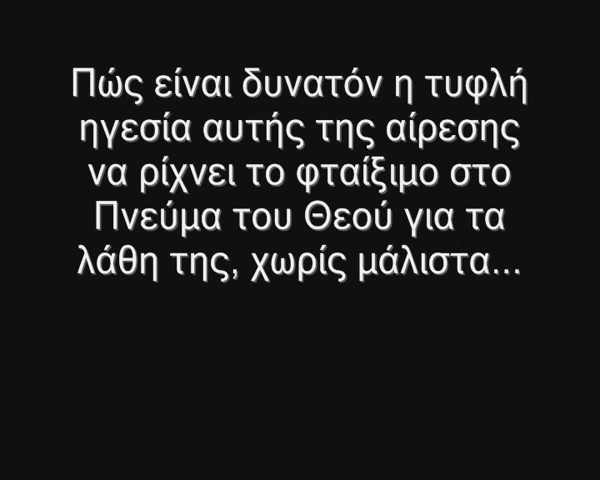 Πώς είναι δυνατόν η τυφλή
ηγεσία αυτής της αίρεσης
να ρίχνει το φταίξιμο στο
Πνεύμα του Θεού για τα
λάθη της, χωρίς μάλιστα...